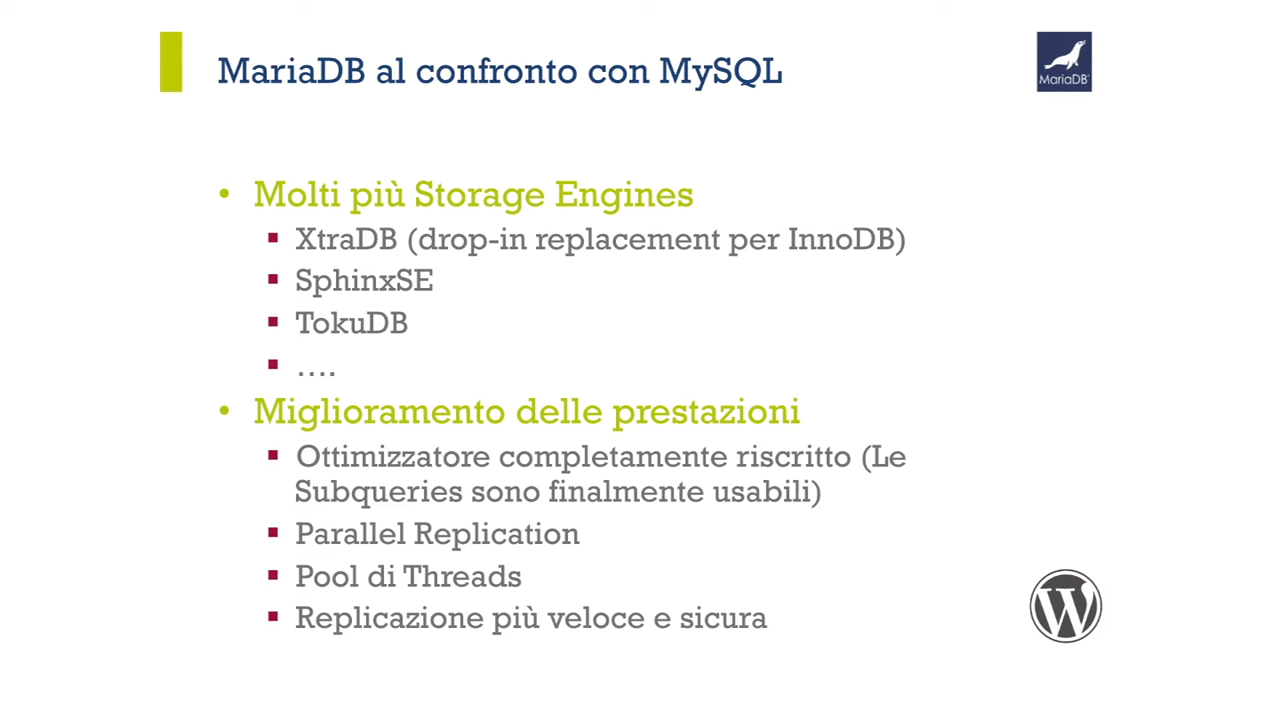 MariaDB al confronto con MySQL
MariaDB
• Molti più Storage Engines
▪ XtraDB (drop-in replacement per InnoDB)
▪ SphinxSE
▪ TokuDB
▪ ....
• Miglioramento delle prestazioni
▪ Ottimizzatore completamente riscritto (Le
Subqueries sono finalmente usabili)
▪ Parallel Replication
▪ Pool di Threads
▪ Replicazione più veloce e sicura
W